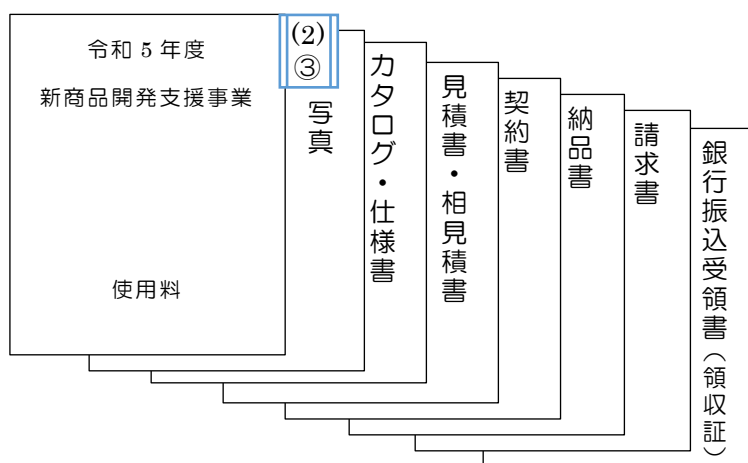 令和 5 年度
新商品開発支援事業
使用料
(2)
③
写真
カタログ・仕様書
見積書・相見積書
契約書
納品書
請求書
銀行振込受領書（領収証）